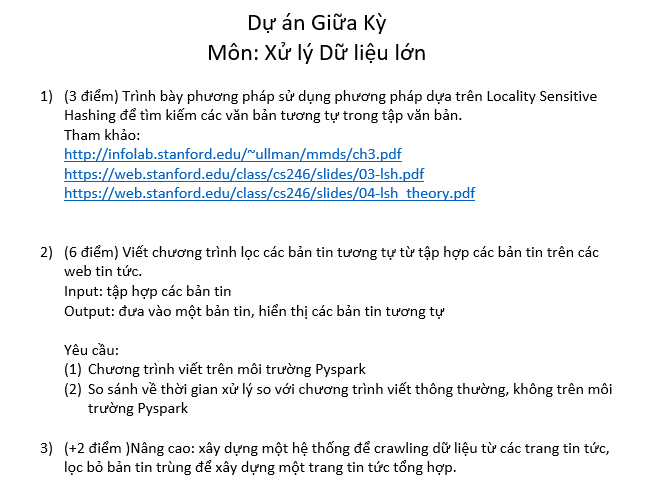 Dự án Giữa Kỳ
Môn: Xử lý Dữ liệu lớn
1) (3 điểm) Trình bày phương pháp sử dụng phương pháp dựa trên Locality Sensitive
Hashing để tìm kiếm các văn bản tương tự trong tập văn bản.
Tham khảo:
http://infolab.stanford.edu/~ullman/mmds/ch3.pdf
https://web.stanford.edu/class/cs246/slides/03-lsh.pdf
https://web.stanford.edu/class/cs246/slides/04-lsh_theory.pdf
2) (6 điểm) Viết chương trình lọc các bản tin tương tự từ tập hợp các bản tin trên các
web tin tức.
Input: tập hợp các bản tin
Output: đưa vào một bản tin, hiển thị các bản tin tương tự
Yêu cầu:
(1) Chương trình viết trên môi trường Pyspark
(2) So sánh về thời gian xử lý so với chương trình viết thông thường, không trên môi
trường Pyspark
3) (+2 điểm )Nâng cao: xây dựng một hệ thống để crawling dữ liệu từ các trang tin tức,
lọc bỏ bản tin trùng để xây dựng một trang tin tức tổng hợp.